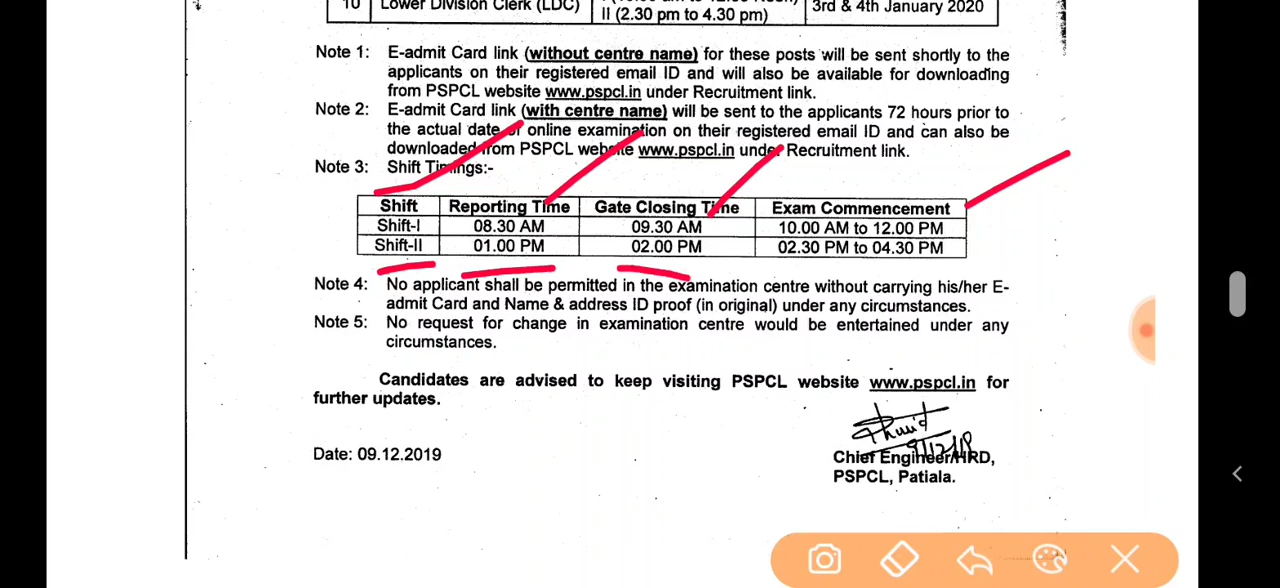 10 Lower Division Clerk (LDC) II (2.30 pm to 4.30 pm) 3rd & 4th January 2020
Note 1: E-admit Card link (without centre name) for these posts will be sent shortly to the
applicants on their registered email ID and will also be available for downloading
from PSPCL website www.pspcl.in under Recruitment link.
Note 2: E-admit Card link (with centre name) will be sent to the applicants 72 hours prior to
the actual date of online examination on their registered email ID and can also be
downloaded from PSPCL website www.pspcl.in under Recruitment link.
Note 3: Shift Timings:-
Shift Reporting Time Gate Closing Time Exam Commencement
Shift-I 08.30 AM 09.30 AM 10.00 AM to 12.00 PM
Shift-II 01.00 PM 02.00 PM 02.30 PM to 04.30 PM
Note 4: No applicant shall be permitted in the examination centre without carrying his/her E-
admit Card and Name & address ID proof (in original) under any circumstances.
Note 5: No request for change in examination centre would be entertained under any
circumstances.
Candidates are advised to keep visiting PSPCL website www.pspcl.in for
further updates.
Date: 09.12.2019
Chief Engineer/HRD,
PSPCL, Patiala.